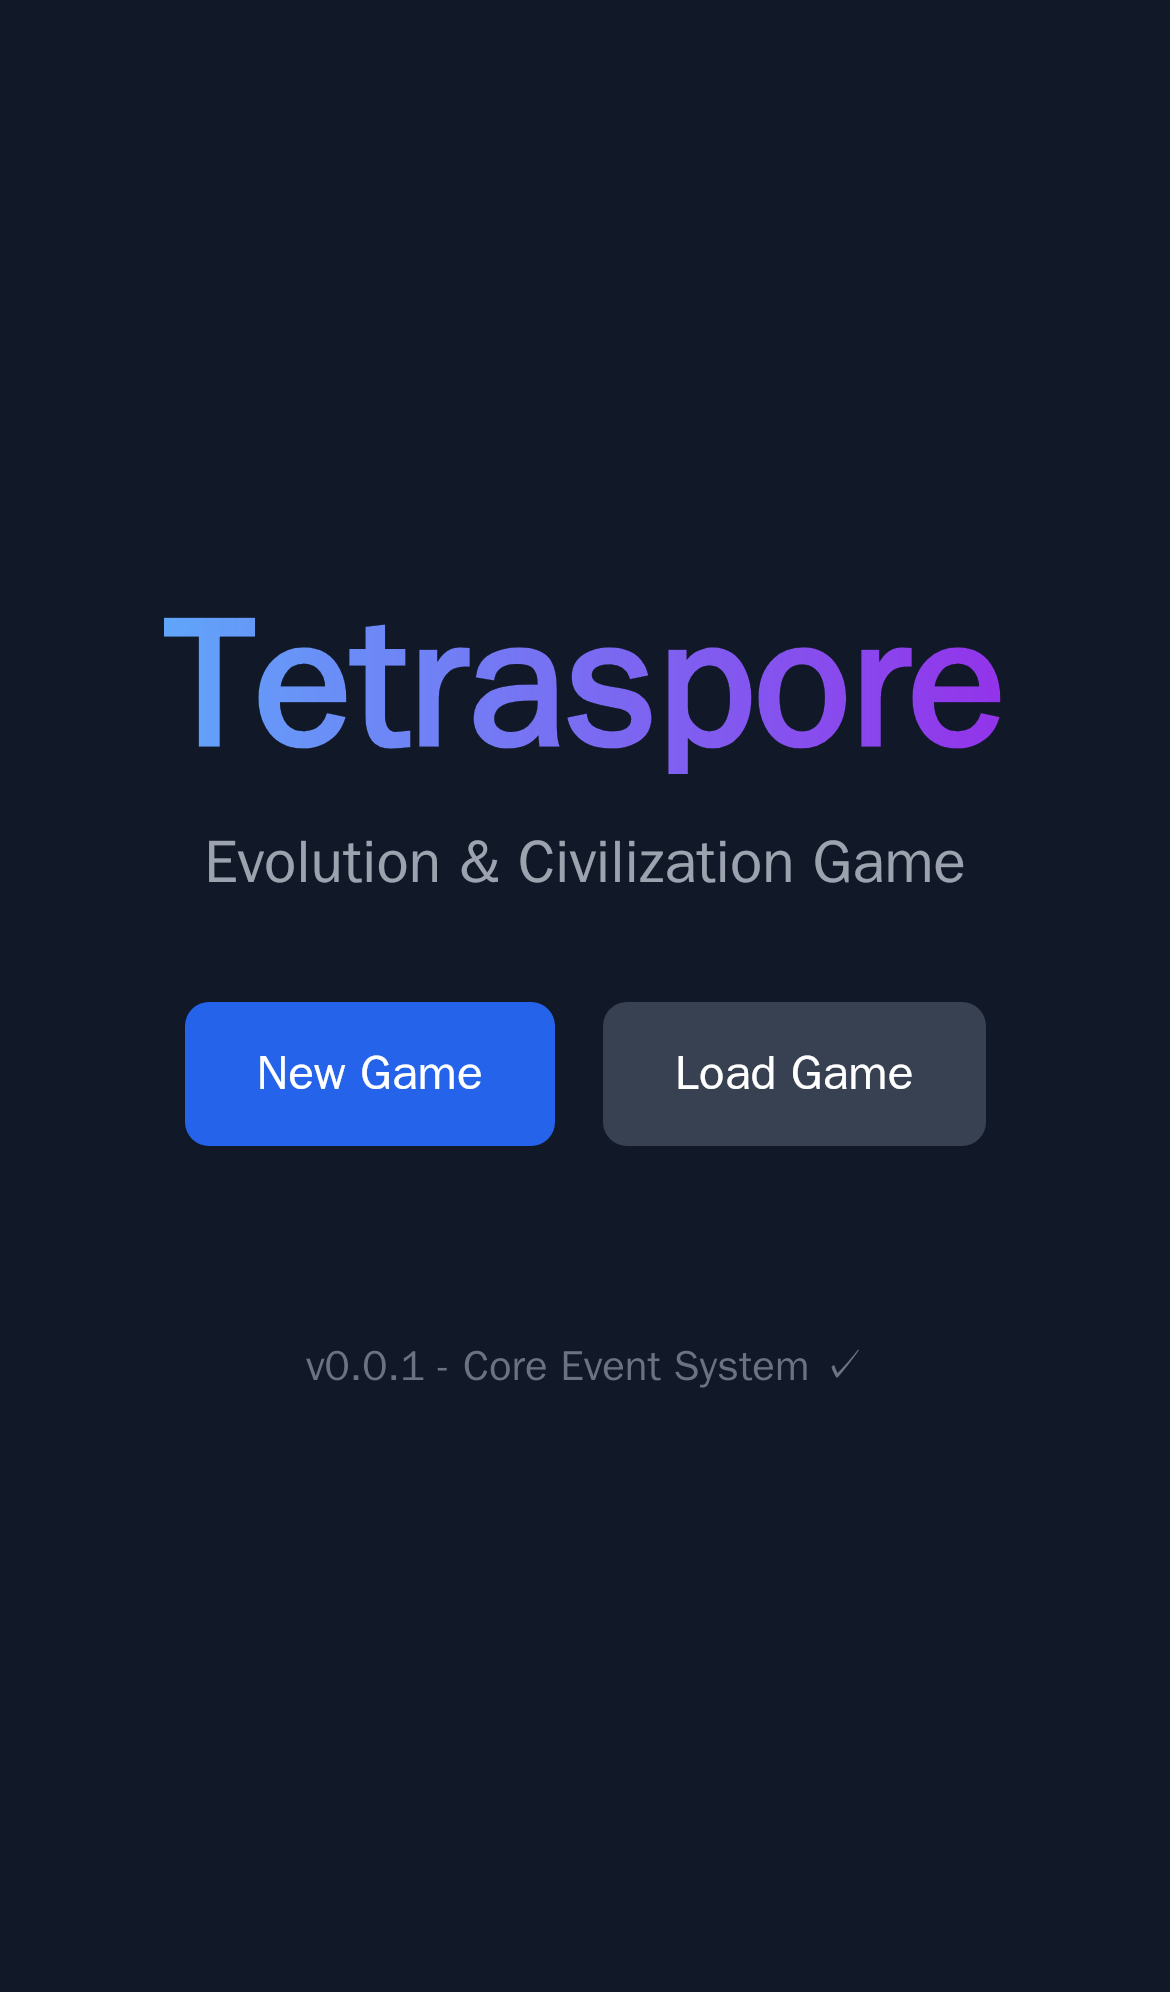 Tetraspore
Evolution & Civilization Game
New Game
Load Game
v0.0.1 - Core Event System ✓